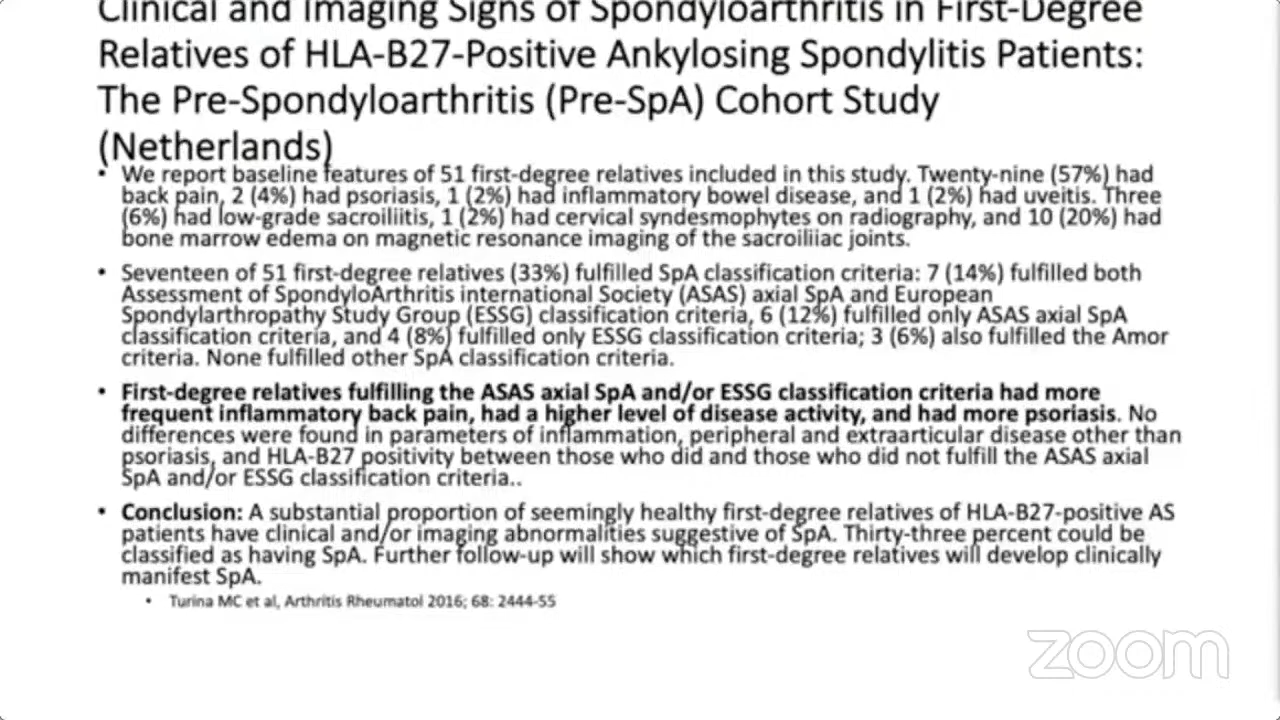 Clinical and Imaging Signs of Spondyloarthritis in First-Degree
Relatives of HLA-B27-Positive Ankylosing Spondylitis Patients:
The Pre-Spondyloarthritis (Pre-SpA) Cohort Study
(Netherlands)
• We report baseline features of 51 first-degree relatives included in this study. Twenty-nine (57%) had
back pain, 2 (4%) had psoriasis, 1 (2%) had inflammatory bowel disease, and 1 (2%) had uveitis. Three
(6%) had low-grade sacroiliitis, 1 (2%) had cervical syndesmophytes on radiography, and 10 (20%) had
bone marrow edema on magnetic resonance imaging of the sacroiliiac joints.
• Seventeen of 51 first-degree relatives (33%) fulfilled SpA classification criteria: 7 (14%) fulfilled both
Assessment of SpondyloArthritis international Society (ASAS) axial SpA and European
Spondylarthropathy Study Group (ESSG) classification criteria, 6 (12%) fulfilled only ASAS axial SpA
classification criteria, and 4 (8%) fulfilled only ESSG classification criteria; 3 (6%) also fulfilled the Amor
criteria. None fulfilled other SpA classification criteria.
• First-degree relatives fulfilling the ASAS axial SpA and/or ESSG classification criteria had more
frequent inflammatory back pain, had a higher level of disease activity, and had more psoriasis. No
differences were found in parameters of inflammation, peripheral and extraarticular disease other than
psoriasis, and HLA-B27 positivity between those who did and those who did not fulfill the ASAS axial
SpA and/or ESSG classification criteria..
• Conclusion: A substantial proportion of seemingly healthy first-degree relatives of HLA-B27-positive AS
patients have clinical and/or imaging abnormalities suggestive of SpA. Thirty-three percent could be
classified as having SpA. Further follow-up will show which first-degree relatives will develop clinically
manifest SpA.
• Turina MC et al, Arthritis Rheumatol 2016; 68: 2444-55
zoom